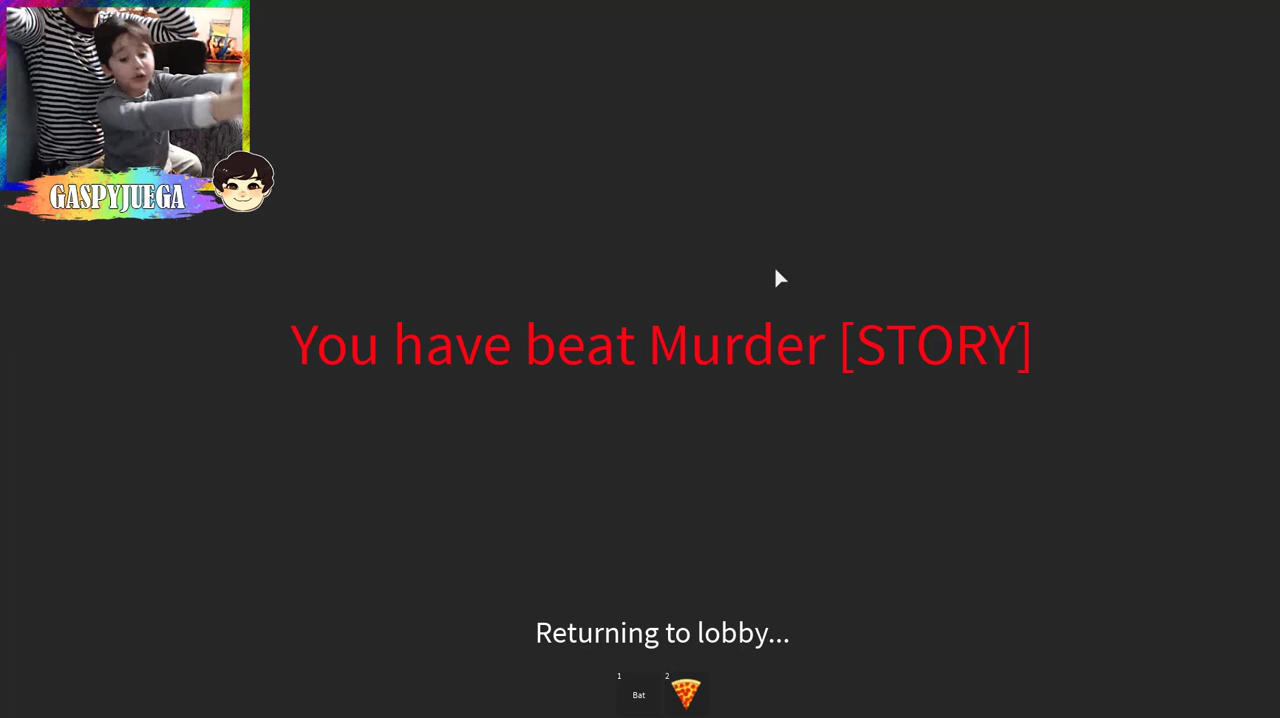 GASPYJUEGA
You have beat Murder [STORY]
Returning to lobby...
1
Bat
2